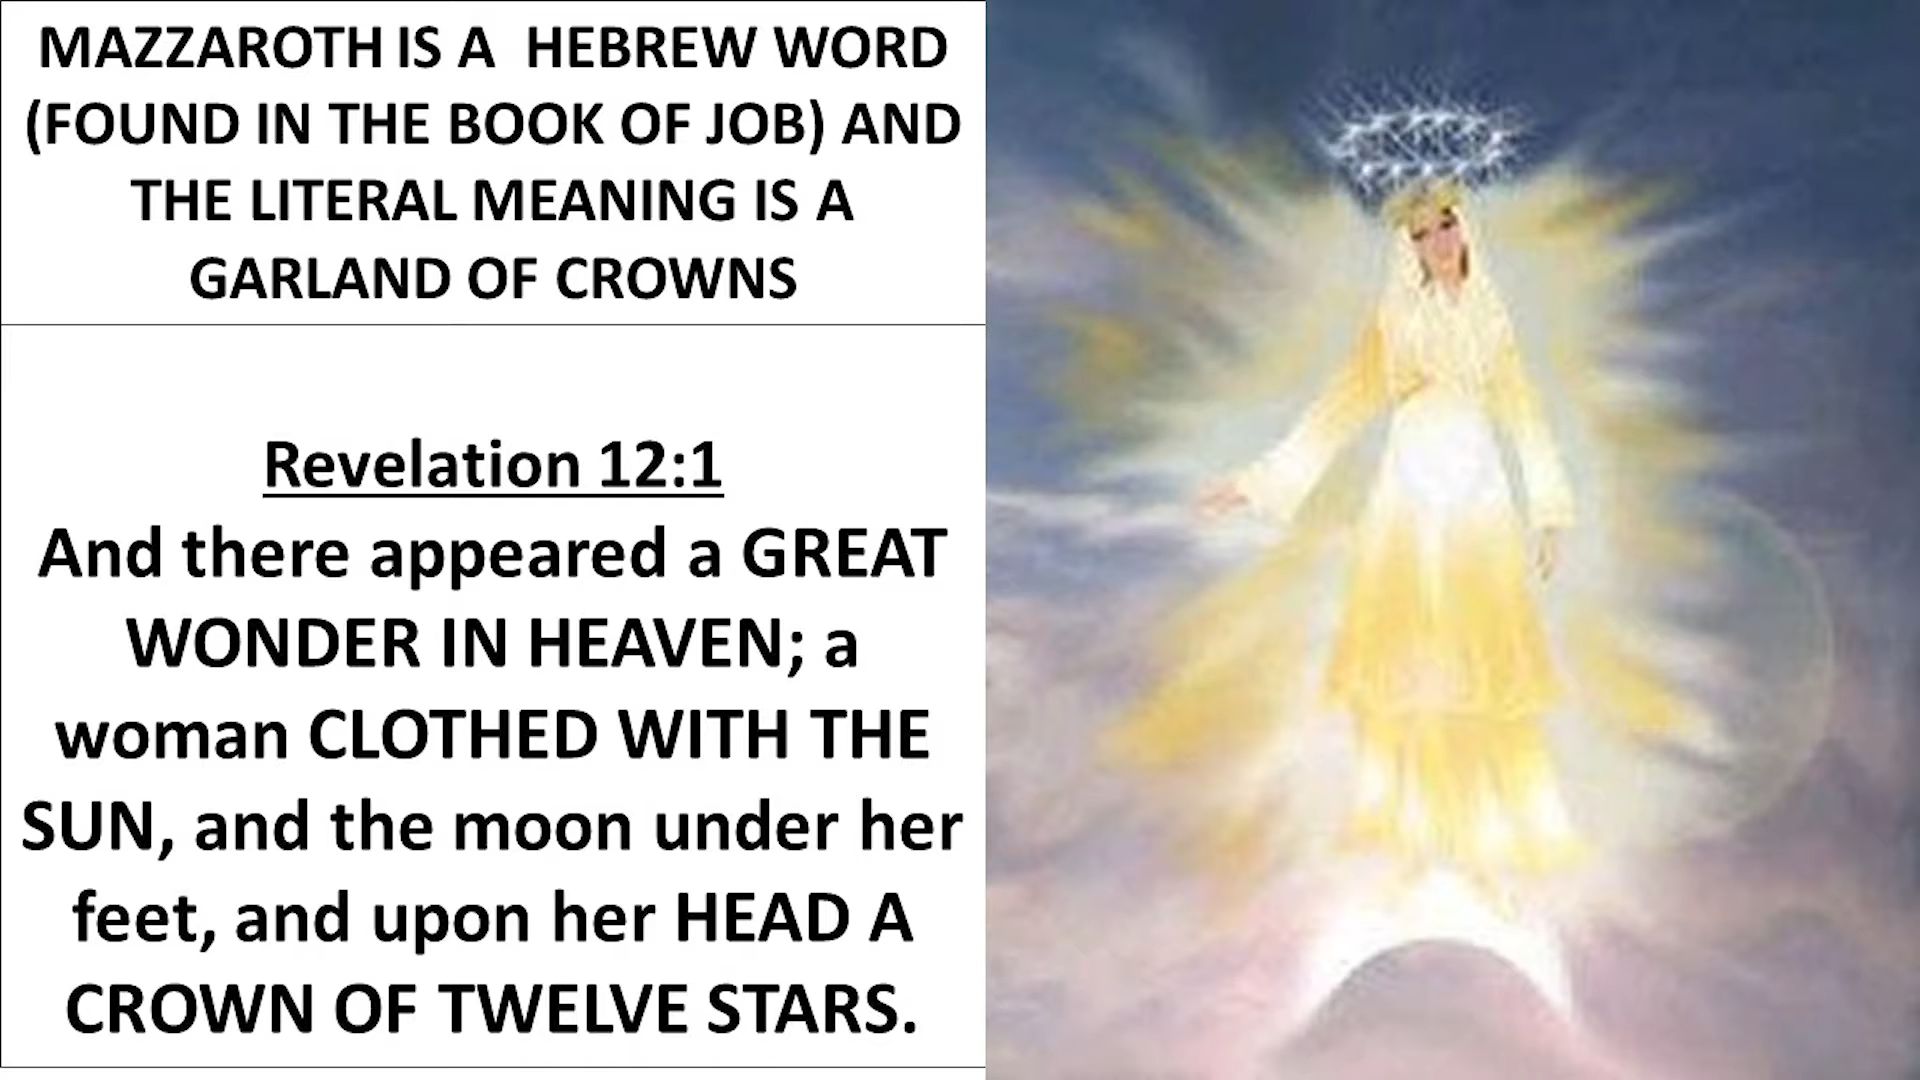 MAZZAROTH IS A HEBREW WORD
(FOUND IN THE BOOK OF JOB) AND
THE LITERAL MEANING IS A
GARLAND OF CROWNS
Revelation 12:1
And there appeared a GREAT
WONDER IN HEAVEN; a
woman CLOTHED WITH THE
SUN, and the moon under her
feet, and upon her HEAD A
CROWN OF TWELVE STARS.